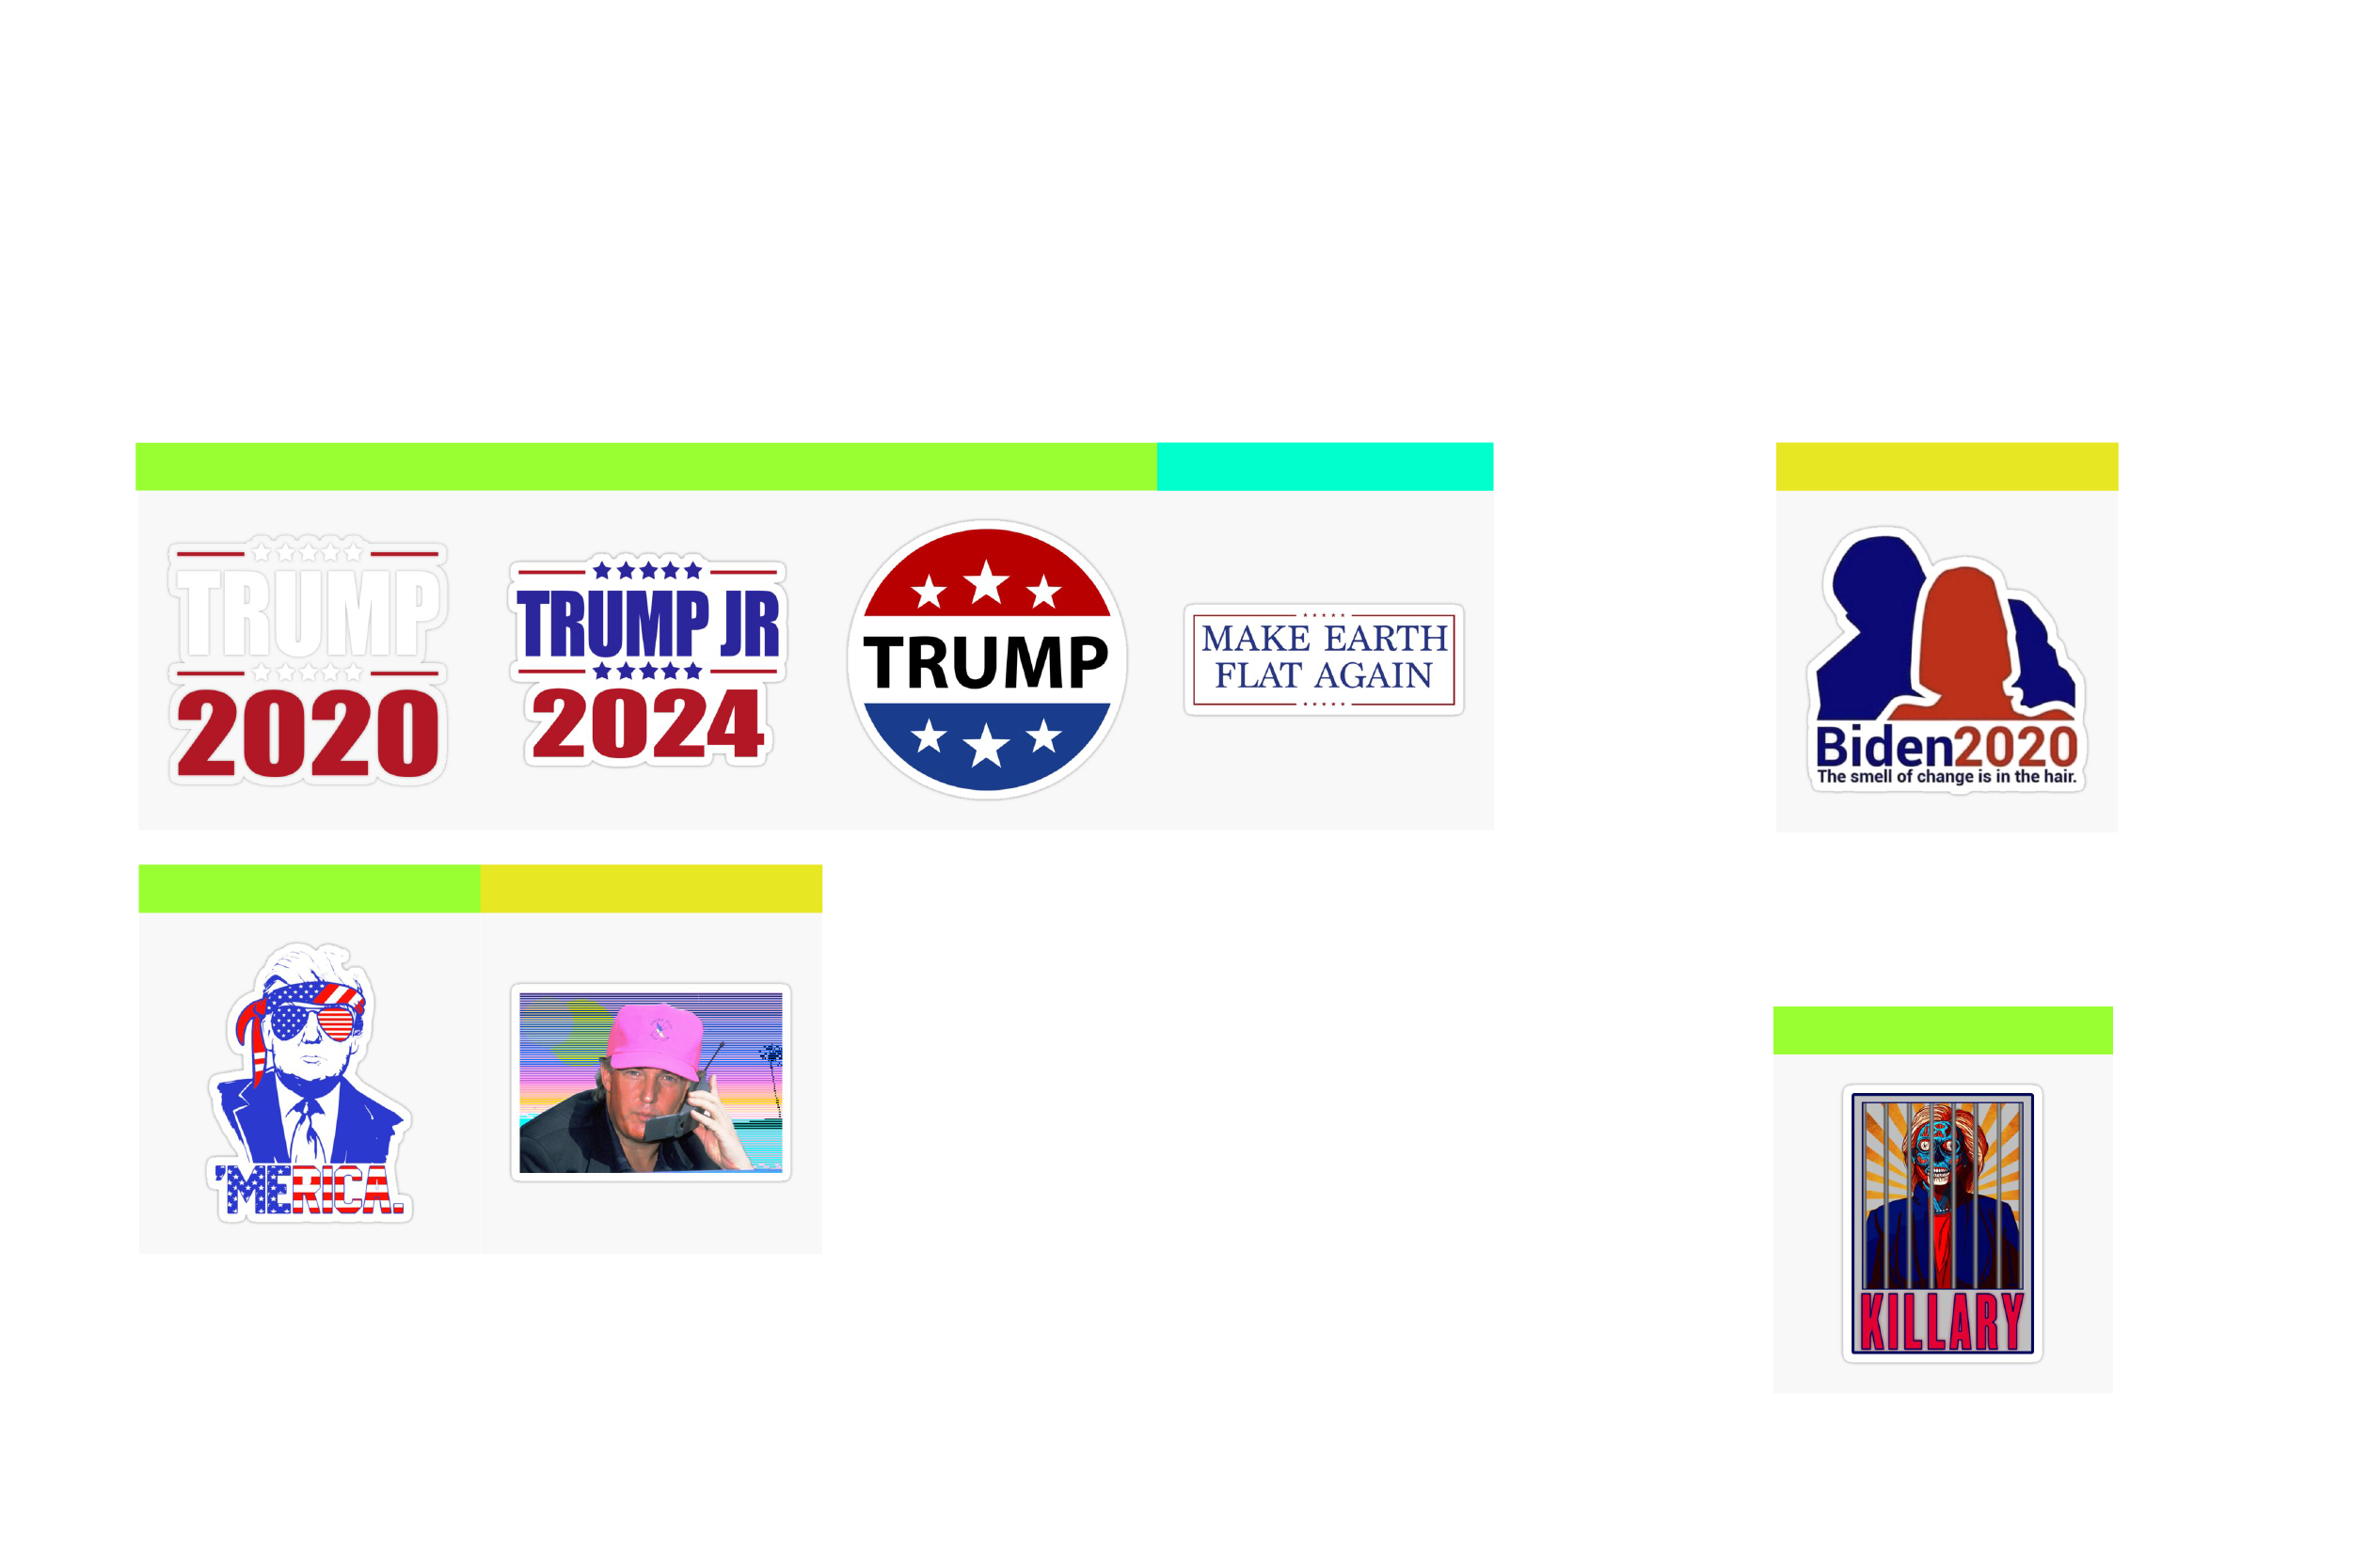 TRUMP
2020
TRUMP JR
2024
TRUMP
MAKE EARTH
FLAT AGAIN
Biden2020
The smell of change is in the hair.
'MERICA.
KILLARY